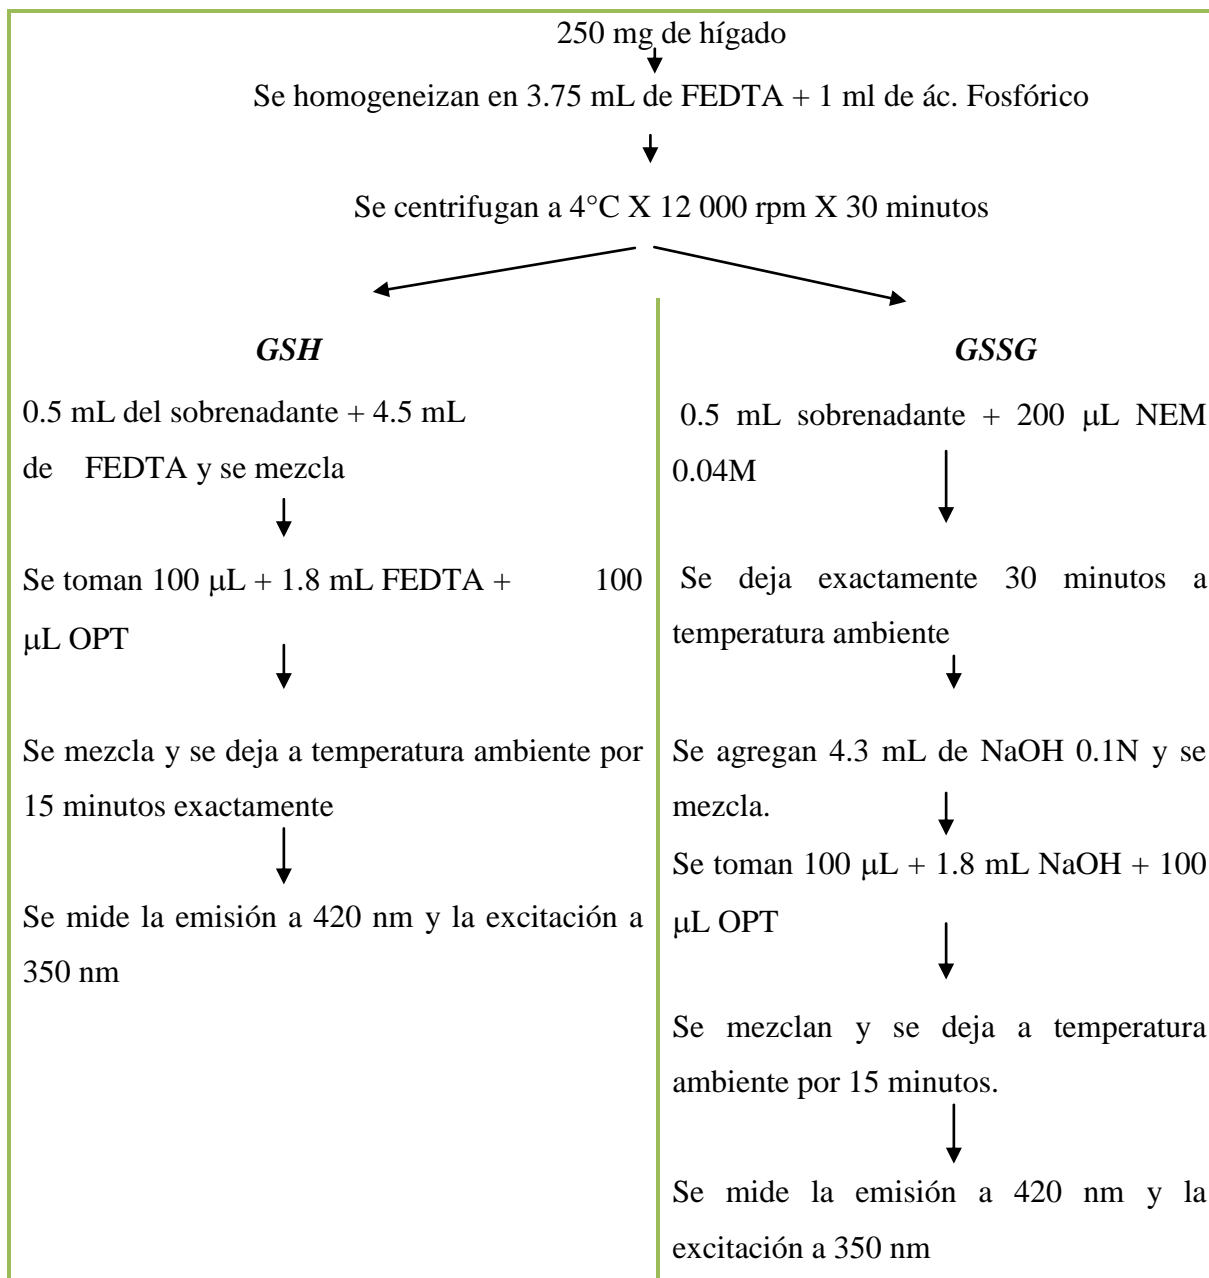 250 mg de hígado
Se homogeneizan en 3.75 mL de FEDTA + 1 ml de ác. Fosfórico
Se centrifugan a 4°C X 12 000 rpm X 30 minutos
GSH
0.5 mL del sobrenadante + 4.5 mL
de FEDTA y se mezcla
Se toman 100 μL + 1.8 mL FEDTA + 100
μL OPT
Se mezcla y se deja a temperatura ambiente por
15 minutos exactamente
Se mide la emisión a 420 nm y la excitación a
350 nm
GSSG
0.5 mL sobrenadante + 200 μL NEM
0.04M
Se deja exactamente 30 minutos a
temperatura ambiente
Se agregan 4.3 mL de NaOH 0.1N y se
mezcla.
Se toman 100 μL + 1.8 mL NaOH + 100
μL OPT
Se mezclan y se deja a temperatura
ambiente por 15 minutos.
Se mide la emisión a 420 nm y la
excitación a 350 nm